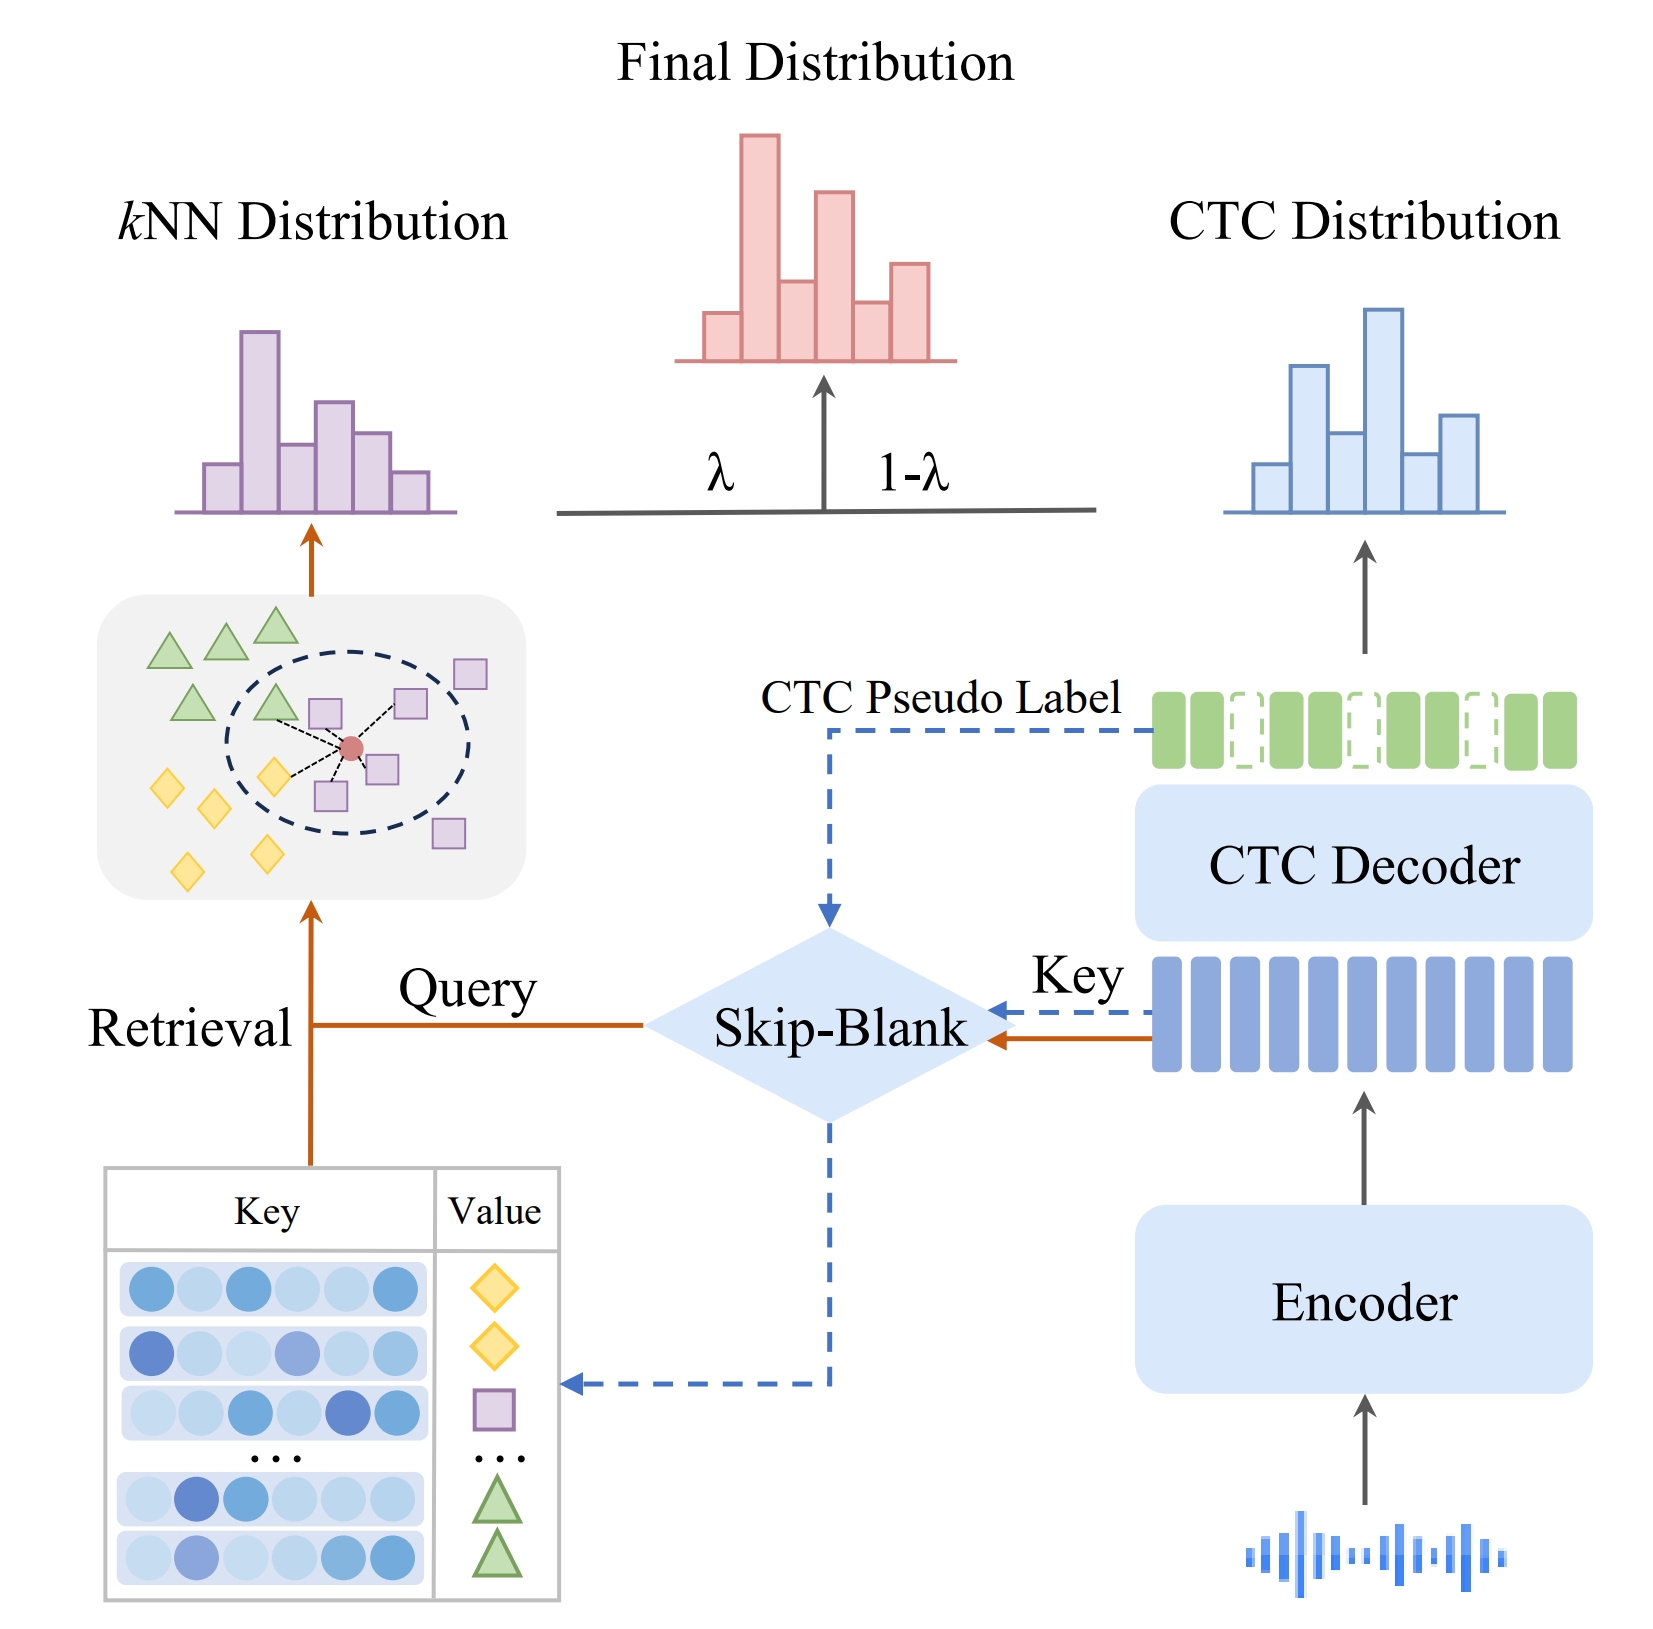 Final Distribution
kNN Distribution
CTC Distribution
λ
1-λ
CTC Pseudo Label
CTC Decoder
Key
Query
Skip-Blank
Retrieval
Key
Value
...
...
Encoder